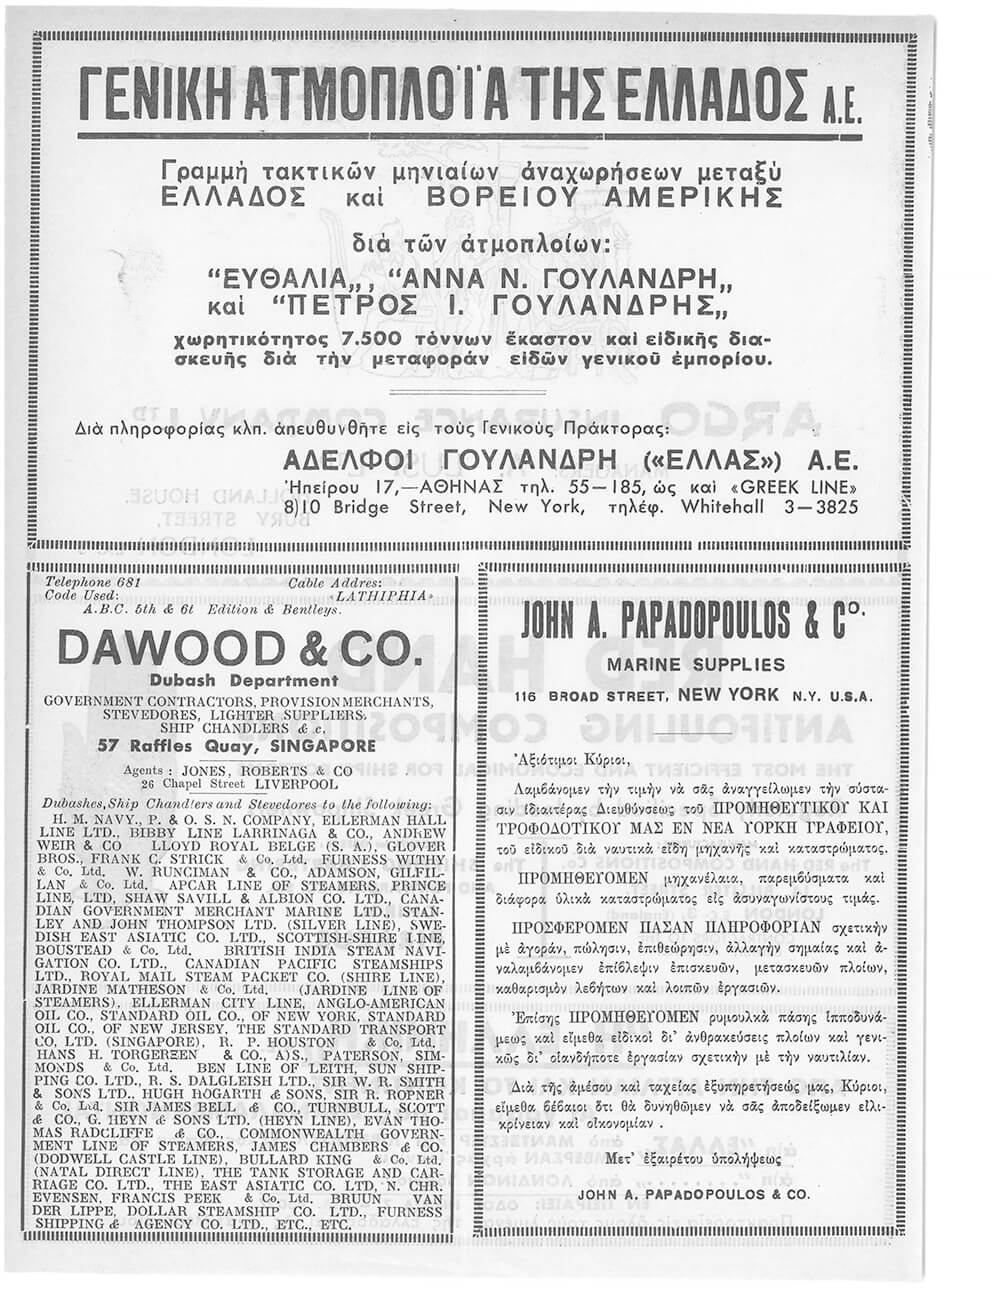 ΓΕΝΙΚΗ ΑΤΜΟΠΛΟΪΑ ΤΗΣ ΕΛΛΑΔΟΣ Α.Ε.
Γραμμὴ τακτικῶν μηνιαίων ἀναχωρήσεων μεταξὺ
ΕΛΛΑΔΟΣ καὶ ΒΟΡΕΙΟΥ ΑΜΕΡΙΚΗΣ
διὰ τῶν ἀτμοπλοίων:
“ΕΥΘΑΛΙΑ„, “ΑΝΝΑ Ν. ΓΟΥΛΑΝΔΡΗ„
καὶ “ΠΕΤΡΟΣ Ι. ΓΟΥΛΑΝΔΡΗΣ„
χωρητικότητος 7.500 τόννων ἕκαστον καὶ εἰδικῆς δια-
σκευῆς διὰ τὴν μεταφορὰν εἰδῶν γενικοῦ ἐμπορίου.
Διὰ πληροφορίας κλπ. ἀπευθυνθῆτε εἰς τοὺς Γενικοὺς Πράκτορας:
ΑΔΕΛΦΟΙ ΓΟΥΛΑΝΔΡΗ («ΕΛΛΑΣ») Α.Ε.
Ἠπείρου 17,—ΑΘΗΝΑΣ τηλ. 55—185, ὡς καὶ «GREEK LINE»
8)10 Bridge Street, New York, τηλέφ. Whitehall 3—3825
Telephone 681 Cable Addres:
Code Used: «LATHIPHIA»
A.B.C. 5th & 6t Edition & Bentleys.
DAWOOD & CO.
Dubash Department
GOVERNMENT CONTRACTORS, PROVISION MERCHANTS,
STEVEDORES, LIGHTER SUPPLIERS,
SHIP CHANDLERS & c.
57 Raffles Quay, SINGAPORE
Agents : JONES, ROBERTS & CO
26 Chapel Street LIVERPOOL
Dubashes, Ship Chandlers and Stevedores to the following:
H. M. NAVY., P. & O. S. N. COMPANY, ELLERMAN HALL
LINE LTD., BIBBY LINE LARRINAGA & CO., ANDREW
WEIR & CO LLOYD ROYAL BELGE (S. A.), GLOVER
BROS., FRANK C. STRICK & Co. Ltd. FURNESS WITHY
& Co. Ltd. W. RUNCIMAN & CO., ADAMSON, GILFIL-
LAN & Co. Ltd. APCAR LINE OF STEAMERS, PRINCE
LINE, LTD, SHAW SAVILL & ALBION CO. LTD., CANA-
DIAN GOVERNMENT MERCHANT MARINE LTD., STAN-
LEY AND JOHN THOMPSON LTD. (SILVER LINE), SWE-
DISH EAST ASIATIC CO. LTD., SCOTTISH-SHIRE LINE,
BOUSTEAD & Co. Ltd. BRITISH INDIA STEAM NAVI-
GATION CO. LTD., CANADIAN PACIFIC STEAMSHIPS
LTD., ROYAL MAIL STEAM PACKET CO. (SHIRE LINE),
JARDINE MATHESON & Co. Ltd. (JARDINE LINE OF
STEAMERS), ELLERMAN CITY LINE, ANGLO-AMERICAN
OIL CO., STANDARD OIL CO., OF NEW YORK, STANDARD
OIL CO., OF NEW JERSEY, THE STANDARD TRANSPORT
CO, LTD. (SINGAPORE), R. P. HOUSTON & Co. Ltd.
HANS H. TORGERZEN & CO., A)S., PATERSON, SIM-
MONDS & Co. Ltd. BEN LINE OF LEITH, SUN SHIP-
PING CO. LTD., R. S. DALGLEISH LTD., SIR W. R. SMITH
& SONS LTD., HUGH HOGARTH & SONS, SIR R. ROPNER
& Co. Ltd, SIR JAMES BELL & CO., TURNBULL, SCOTT
& CO., G. HEYN & SONS LTD. (HEYN LINE), EVAN THO-
MAS RADCLIFFE & CO., COMMONWEALTH GOVERN-
MENT LINE OF STEAMERS, JAMES CHAMBERS & CO.
(DODWELL CASTLE LINE), BULLARD KING & Co. Ltd.
(NATAL DIRECT LINE), THE TANK STORAGE AND CAR-
RIAGE CO. LTD., THE EAST ASIATIC CO. LTD, N. CHR.
EVENSEN, FRANCIS PEEK & Co. Ltd. BRUUN VAN
DER LIPPE, DOLLAR STEAMSHIP CO. LTD., FURNESS
SHIPPING & AGENCY CO. LTD., ETC., ETC.
JOHN A. PAPADOPOULOS & Cο.
MARINE SUPPLIES
116 BROAD STREET, NEW YORK N.Y. U.S.A.
Ἀξιότιμοι Κύριοι,
Λαμβάνομεν τὴν τιμὴν νὰ σᾶς ἀναγγείλωμεν τὴν σύστα-
σιν ἰδιαιτέρας Διευθύνσεως τοῦ ΠΡΟΜΗΘΕΥΤΙΚΟΥ ΚΑΙ
ΤΡΟΦΟΔΟΤΙΚΟΥ ΜΑΣ ΕΝ ΝΕΑ ΥΟΡΚΗ ΓΡΑΦΕΙΟΥ,
τοῦ εἰδικοῦ διὰ ναυτικὰ εἴδη μηχανῆς καὶ καταστρώματος.
ΠΡΟΜΗΘΕΥΟΜΕΝ μηχανέλαια, παρεμβύσματα καὶ
διάφορα ὑλικὰ καταστρώματος εἰς ἀσυναγωνίστους τιμάς.
ΠΡΟΣΦΕΡΟΜΕΝ ΠΑΣΑΝ ΠΛΗΡΟΦΟΡΙΑΝ σχετικὴν
μὲ ἀγοράν, πώλησιν, ἐπιθεώρησιν, ἀλλαγὴν σημαίας καὶ ἀ-
ναλαμβάνομεν ἐπίβλεψιν ἐπισκευῶν, μετασκευῶν πλοίων,
καθαρισμὸν λεβήτων καὶ λοιπῶν ἐργασιῶν.
Ἐπίσης ΠΡΟΜΗΘΕΥΟΜΕΝ ρυμουλκὰ πάσης ἱπποδυνά-
μεως καὶ εἴμεθα εἰδικοὶ δι' ἀνθρακεύσεις πλοίων καὶ γενι-
κῶς δι' οἱανδήποτε ἐργασίαν σχετικὴν μὲ τὴν ναυτιλίαν.
Διὰ τῆς ἀμέσου καὶ ταχείας ἐξυπηρετήσεώς μας, Κύριοι,
εἴμεθα βέβαιοι ὅτι θὰ δυνηθῶμεν νὰ σᾶς ἀποδείξωμεν εἰλι-
κρίνειαν καὶ οἰκονομίαν .
Μετ' ἐξαιρέτου ὑπολήψεως
JOHN A. PAPADOPOULOS & CO.